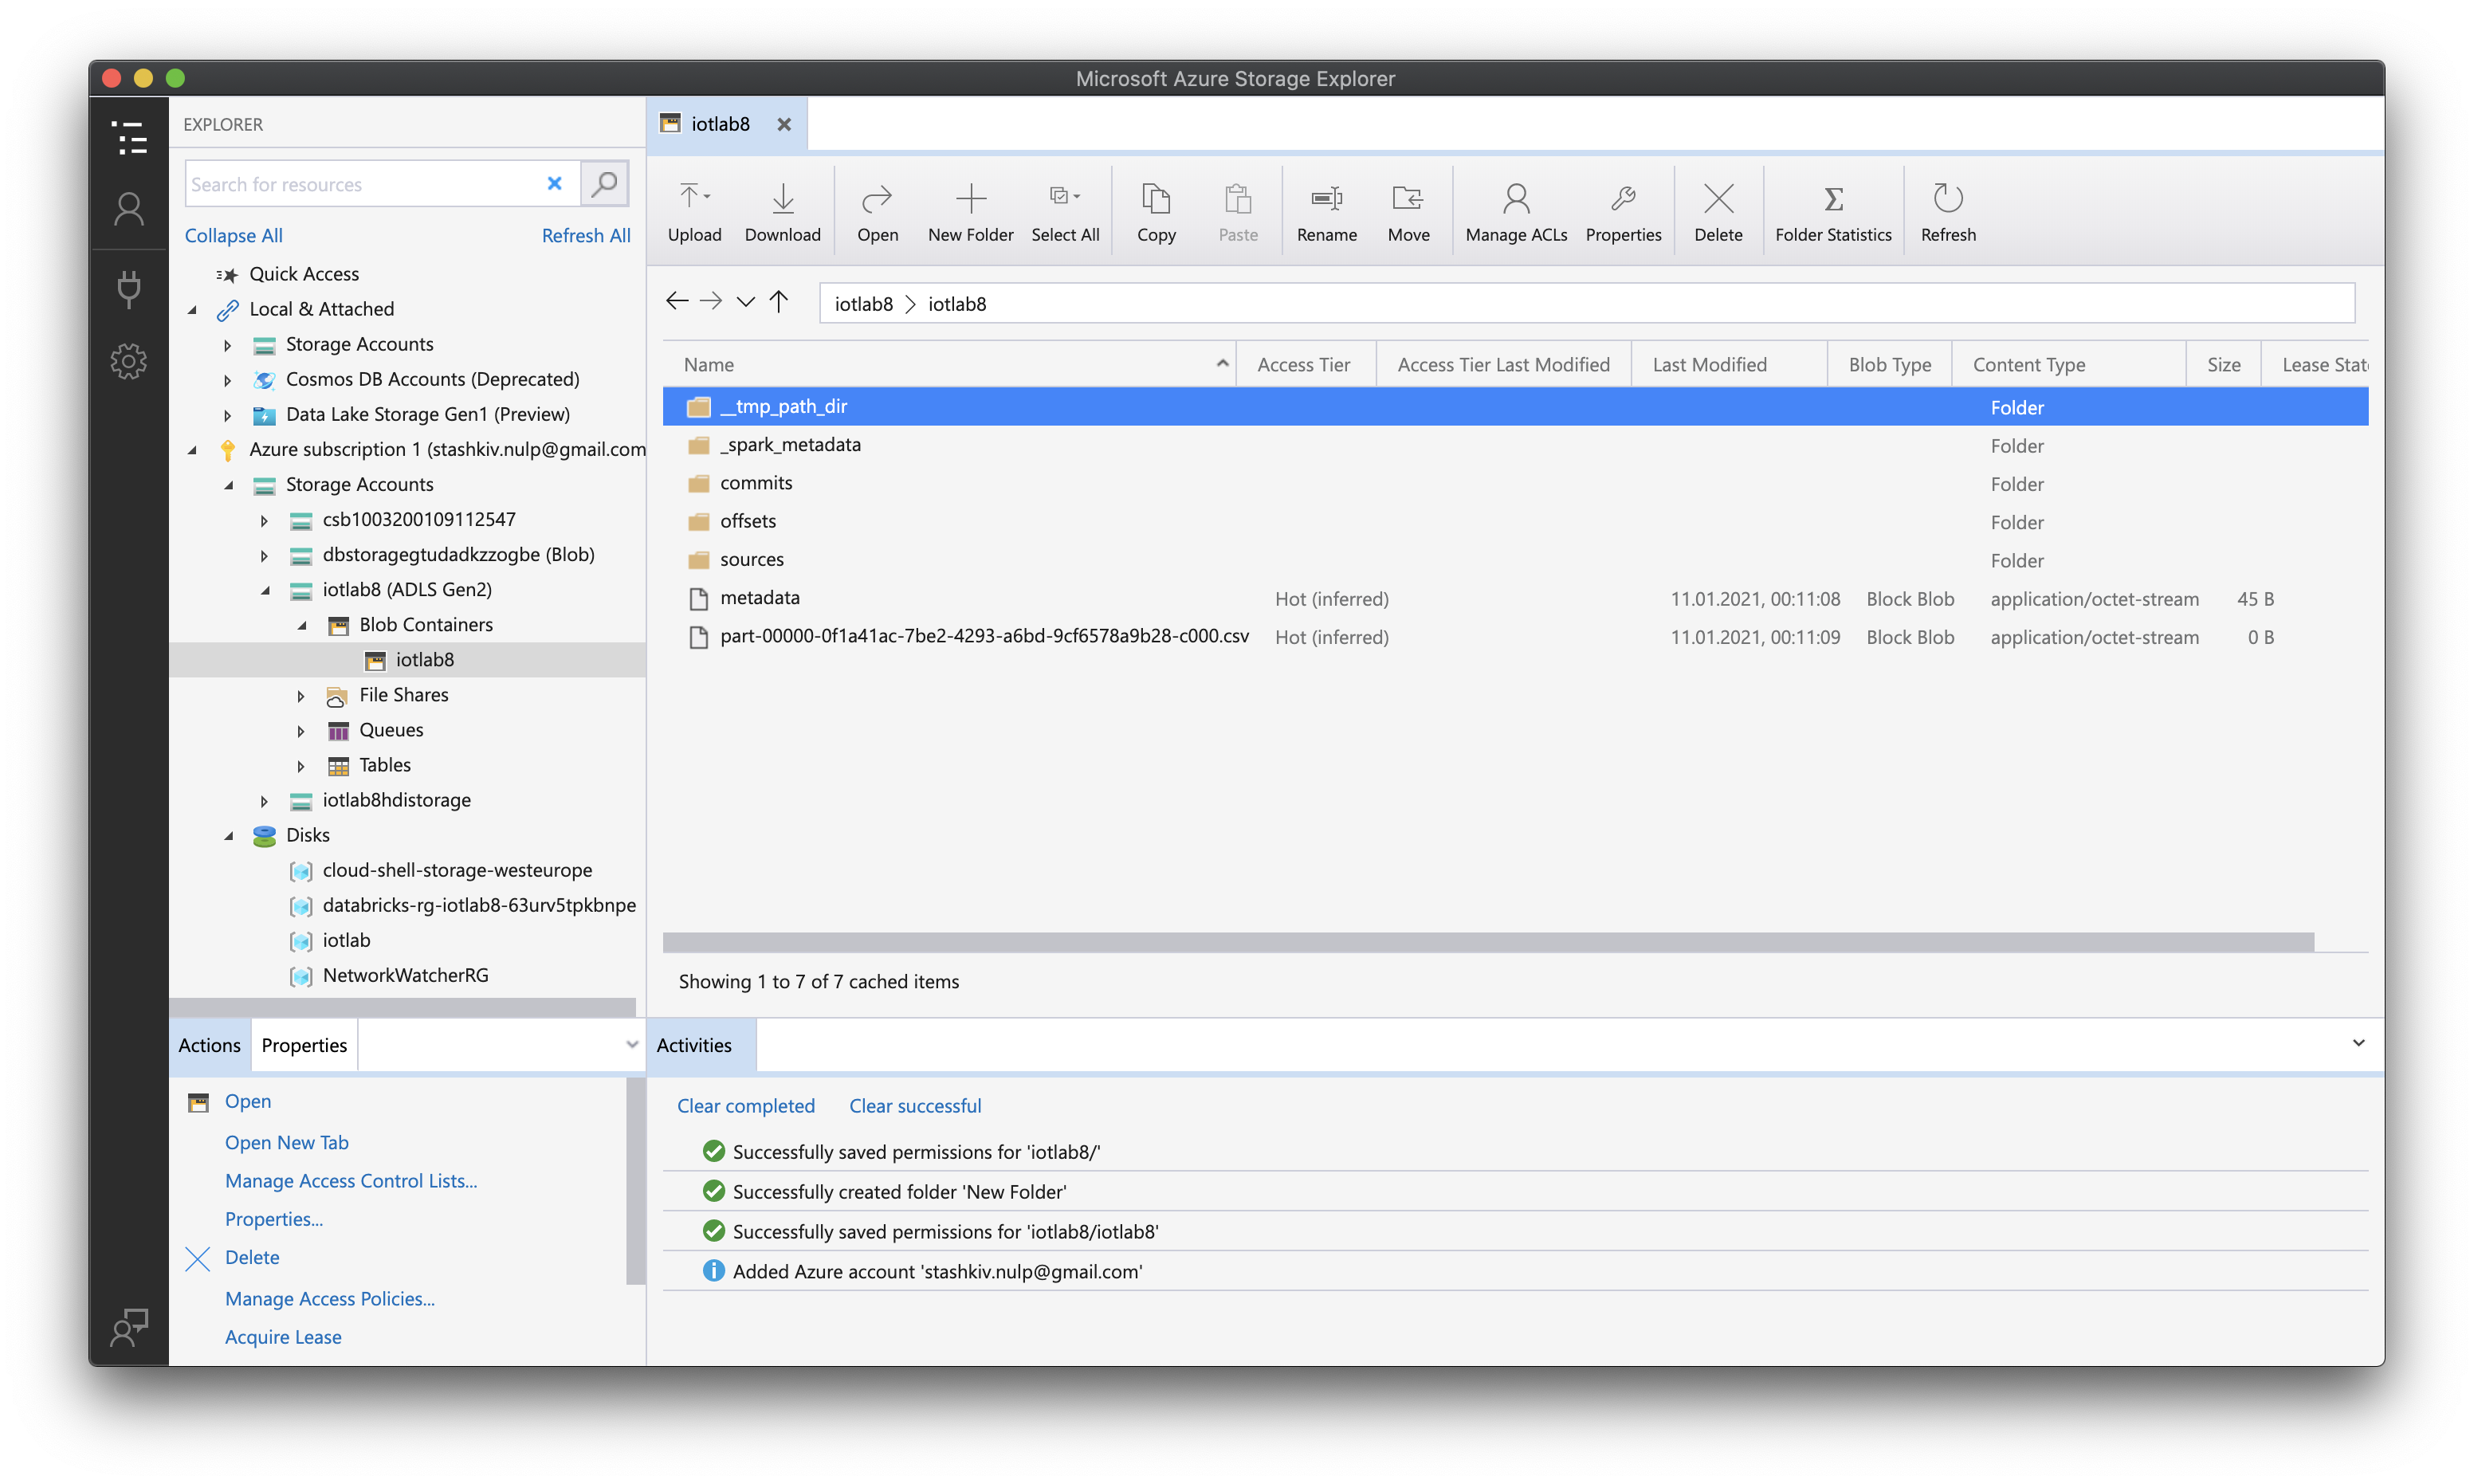 Microsoft Azure Storage Explorer
EXPLORER
Search for resources
Collapse All
Refresh All
Quick Access
Local & Attached
Storage Accounts
Cosmos DB Accounts (Deprecated)
Data Lake Storage Gen1 (Preview)
Azure subscription 1 (stashkiv.nulp@gmail.com
Storage Accounts
csb1003200109112547
dbstoragegtudadkzzogbe (Blob)
iotlab8 (ADLS Gen2)
Blob Containers
iotlab8
File Shares
Queues
Tables
iotlab8hdistorage
Disks
cloud-shell-storage-westeurope
databricks-rg-iotlab8-63urv5tpkbnpe
iotlab
NetworkWatcherRG
Actions Properties
Open
Open New Tab
Manage Access Control Lists...
Properties...
Delete
Manage Access Policies...
Acquire Lease
iotlab8
Upload Download Open New Folder Select All Copy Paste Rename Move Manage ACLs Properties Delete Folder Statistics Refresh
iotlab8 iotlab8
Name Access Tier Access Tier Last Modified Last Modified Blob Type Content Type Size Lease Stat
__tmp_path_dir Folder
_spark_metadata Folder
commits Folder
offsets Folder
sources Folder
metadata Hot (inferred) 11.01.2021, 00:11:08 Block Blob application/octet-stream 45 B
part-00000-0f1a41ac-7be2-4293-a6bd-9cf6578a9b28-c000.csv Hot (inferred) 11.01.2021, 00:11:09 Block Blob application/octet-stream 0 B
Showing 1 to 7 of 7 cached items
Activities
Clear completed Clear successful
Successfully saved permissions for 'iotlab8/'
Successfully created folder 'New Folder'
Successfully saved permissions for 'iotlab8/iotlab8'
Added Azure account 'stashkiv.nulp@gmail.com'